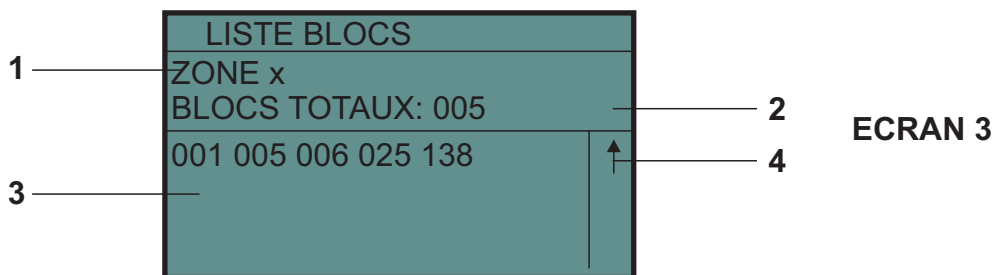 LISTE BLOCS
1
ZONE x
BLOCS TOTAUX: 005
2
ECRAN 3
001 005 006 025 138
4
3